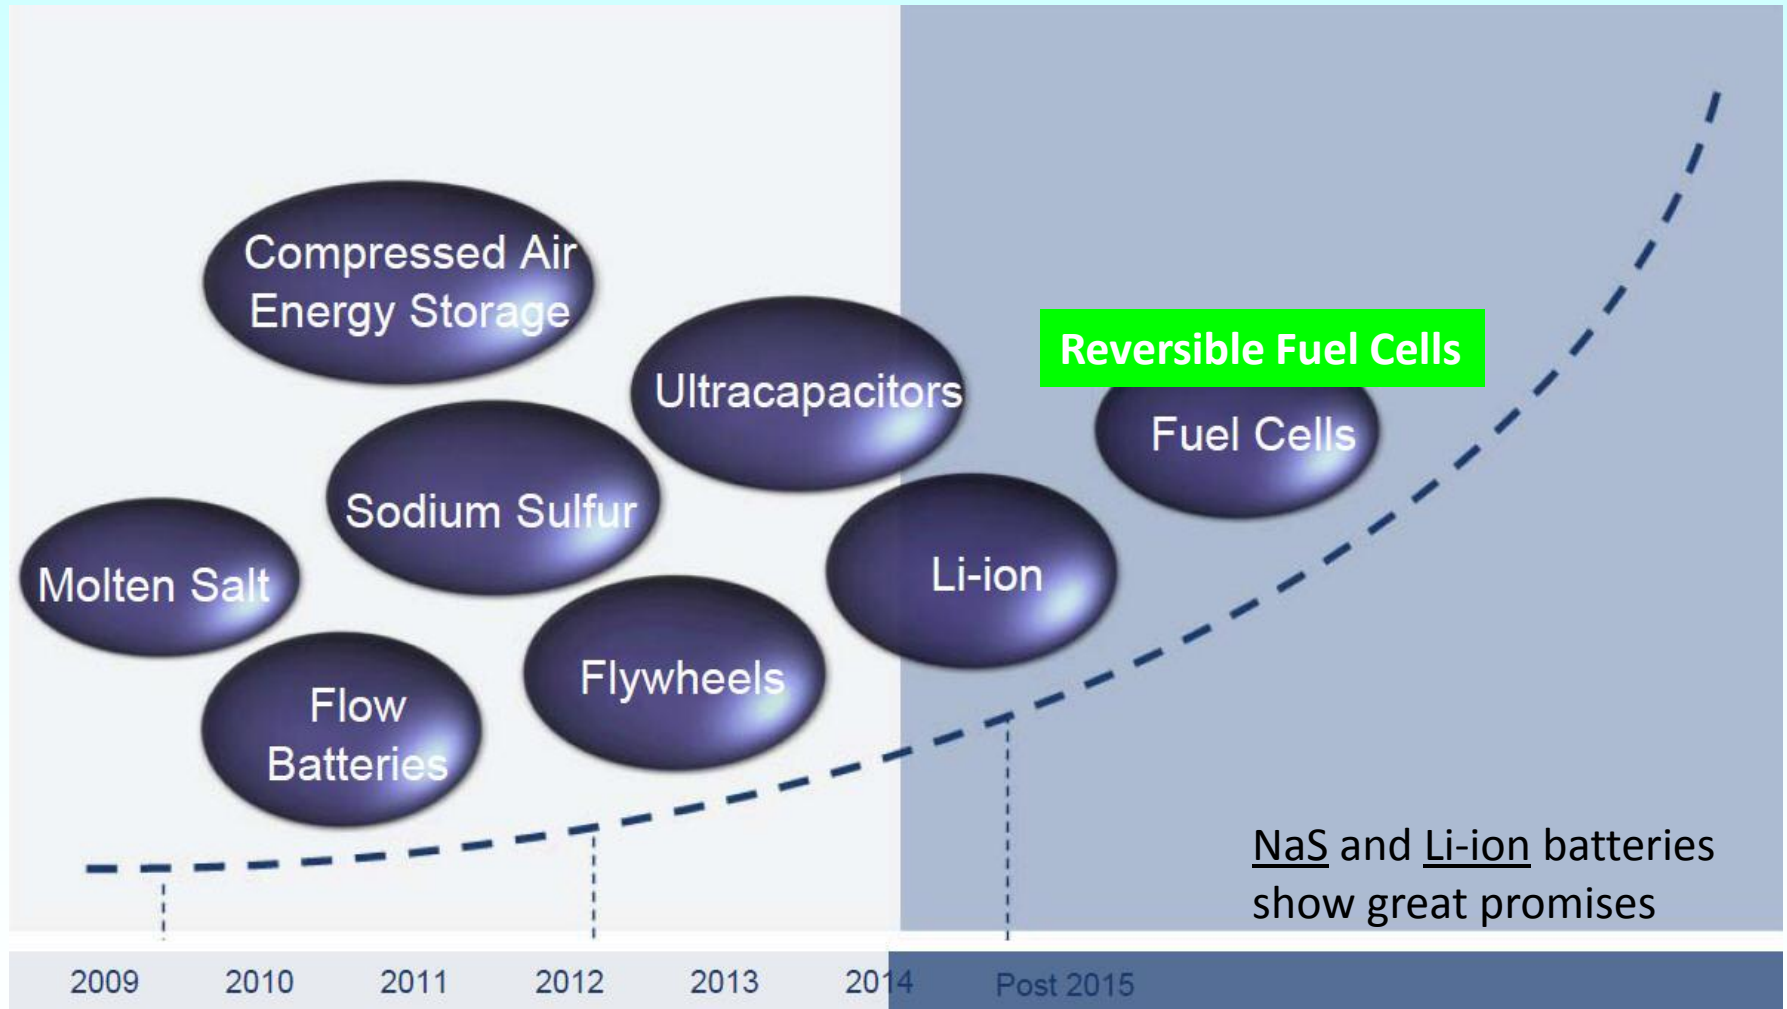 Compressed Air
Energy Storage
Ultracapacitors
Reversible Fuel Cells
Fuel Cells
Sodium Sulfur
Molten Salt
Li-ion
Flow
Batteries
Flywheels
NaS and Li-ion batteries
show great promises
2009 2010 2011 2012 2013 2014 Post 2015